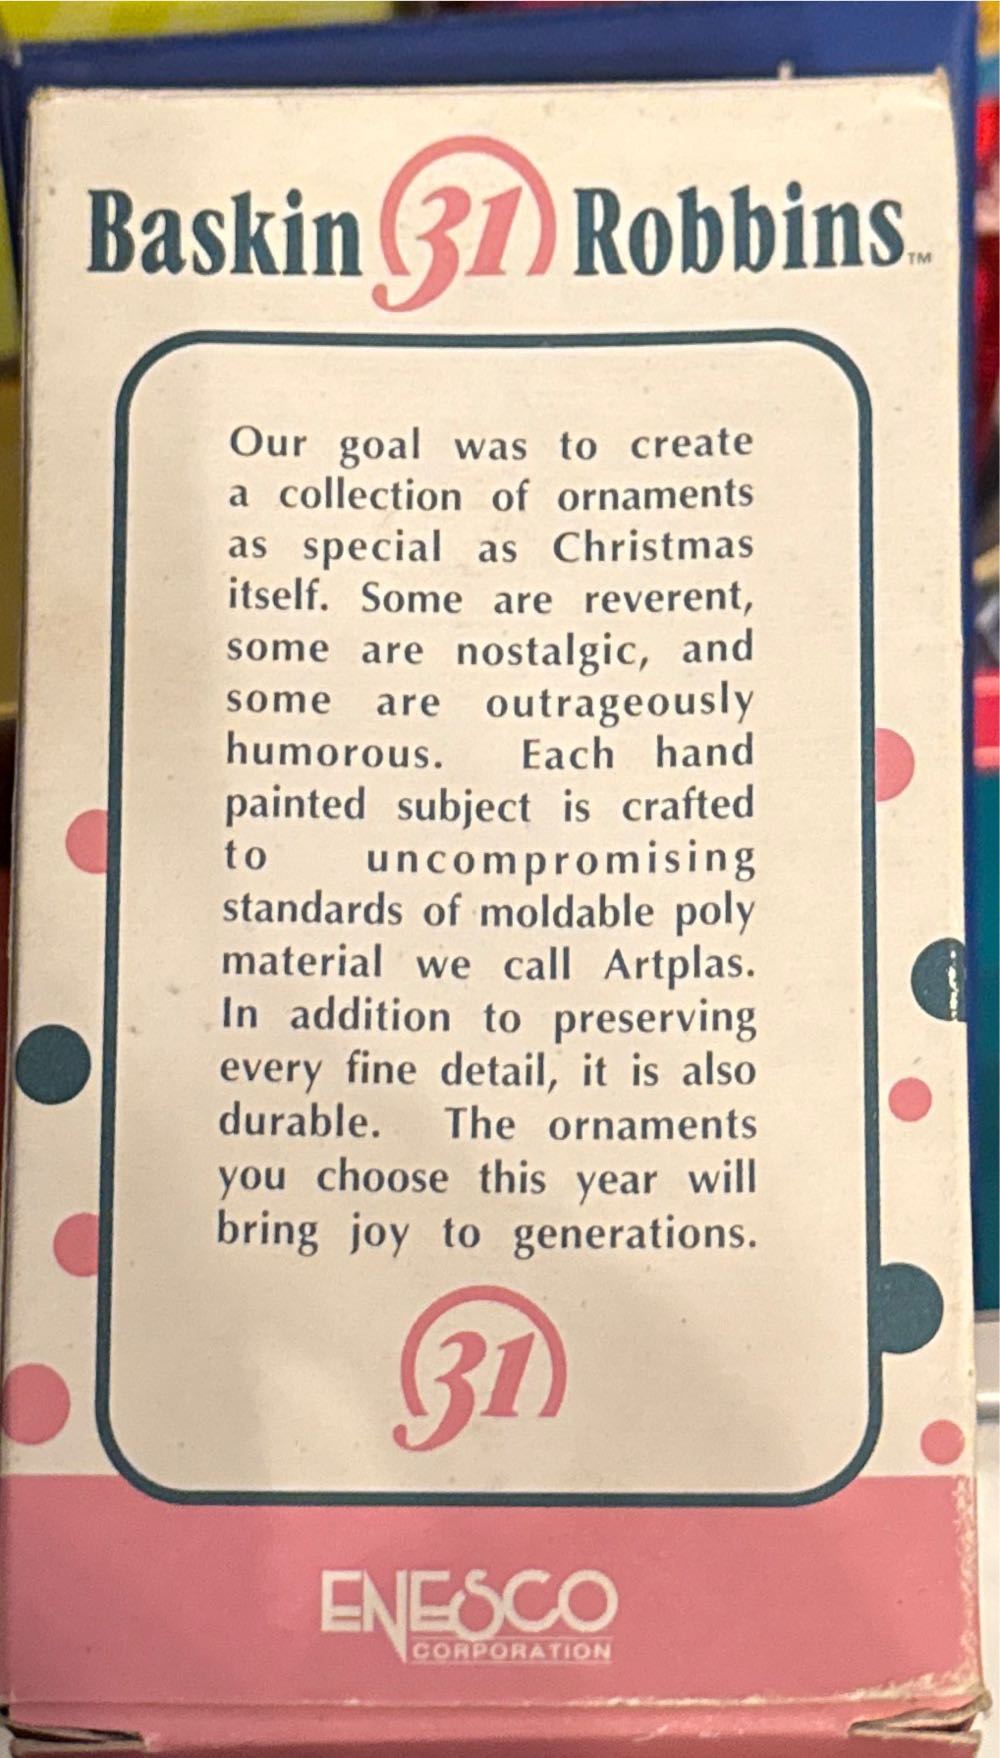 Baskin 31 Robbins™
Our goal was to create
a collection of ornaments
as special as Christmas
itself. Some are reverent,
some are nostalgic, and
some are outrageously
humorous. Each hand
painted subject is crafted
to uncompromising
standards of moldable poly
material we call Artplas.
In addition to preserving
every fine detail, it is also
durable. The ornaments
you choose this year will
bring joy to generations.
31
ENESCO
CORPORATION